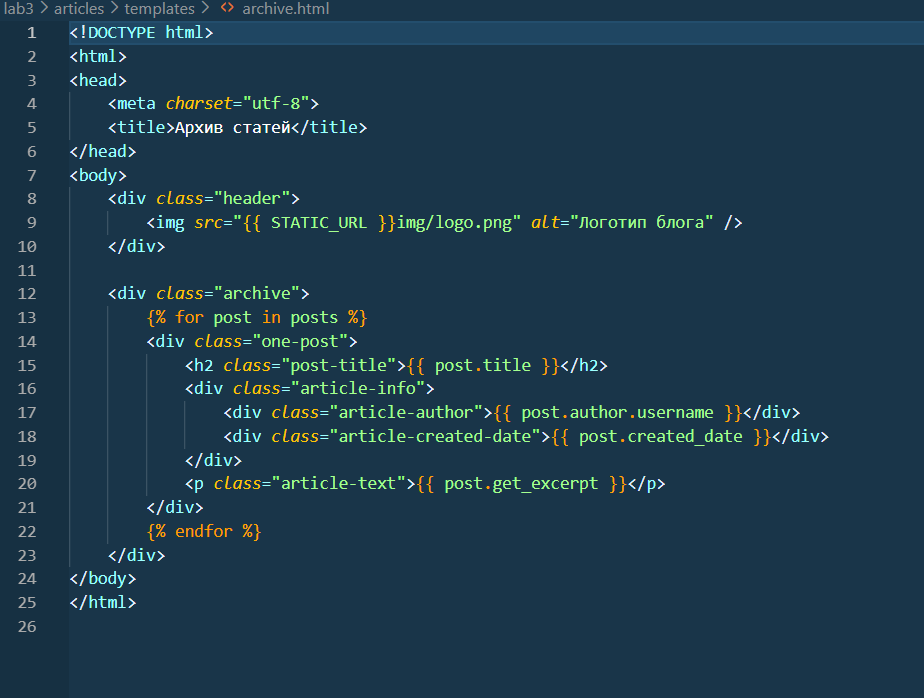 lab3 > articles > templates > <> archive.html
1 <!DOCTYPE html>
2 <html>
3 <head>
4     <meta charset="utf-8">
5     <title>Архив статей</title>
6 </head>
7 <body>
8     <div class="header">
9         <img src="{{ STATIC_URL }}img/logo.png" alt="Логотип блога" />
10     </div>
11
12     <div class="archive">
13         {% for post in posts %}
14         <div class="one-post">
15             <h2 class="post-title">{{ post.title }}</h2>
16             <div class="article-info">
17                 <div class="article-author">{{ post.author.username }}</div>
18                 <div class="article-created-date">{{ post.created_date }}</div>
19             </div>
20             <p class="article-text">{{ post.get_excerpt }}</p>
21         </div>
22         {% endfor %}
23     </div>
24 </body>
25 </html>
26